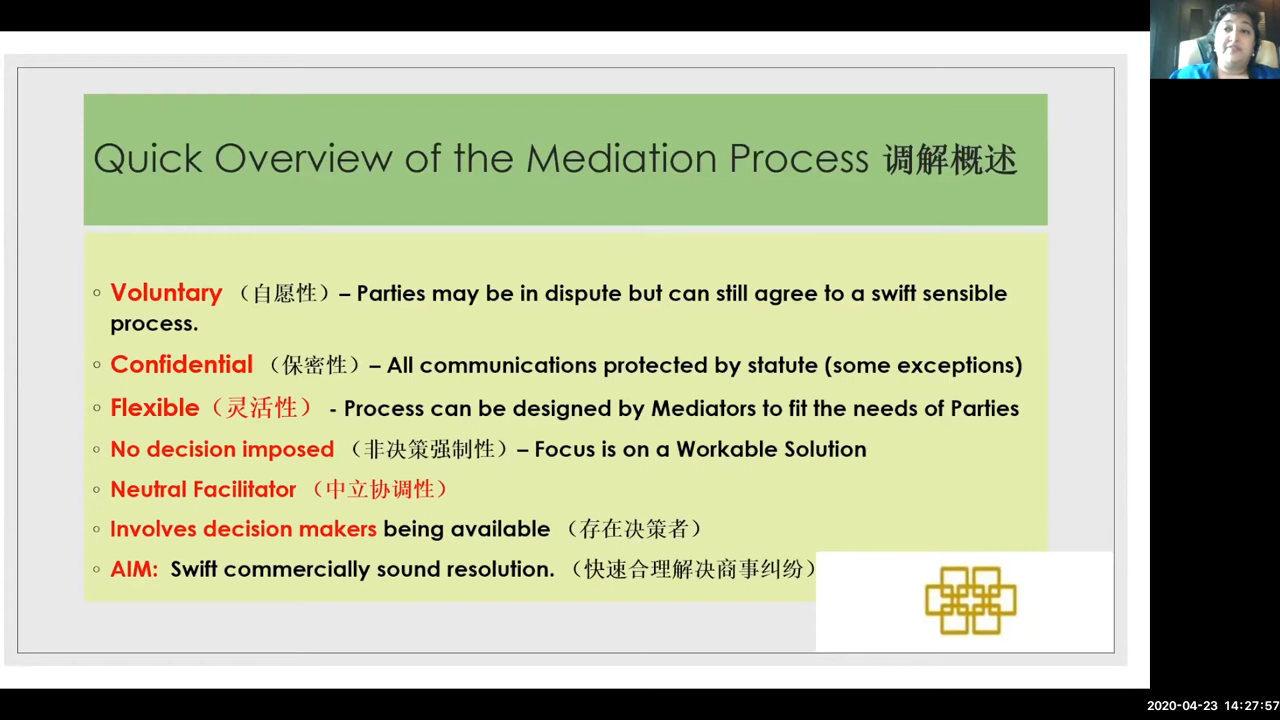 Quick Overview of the Mediation Process 调解概述
◦ Voluntary （自愿性）– Parties may be in dispute but can still agree to a swift sensible
process.
◦ Confidential （保密性）– All communications protected by statute (some exceptions)
◦ Flexible（灵活性） - Process can be designed by Mediators to fit the needs of Parties
◦ No decision imposed （非决策强制性）– Focus is on a Workable Solution
◦ Neutral Facilitator （中立协调性）
◦ Involves decision makers being available （存在决策者）
◦ AIM: Swift commercially sound resolution. （快速合理解决商事纠纷）
2020-04-23 14:27:57